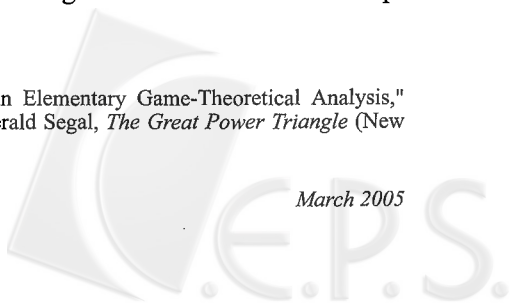 n Elementary Game-Theoretical Analysis,"
erald Segal, The Great Power Triangle (New
March 2005
C.E.P.S.